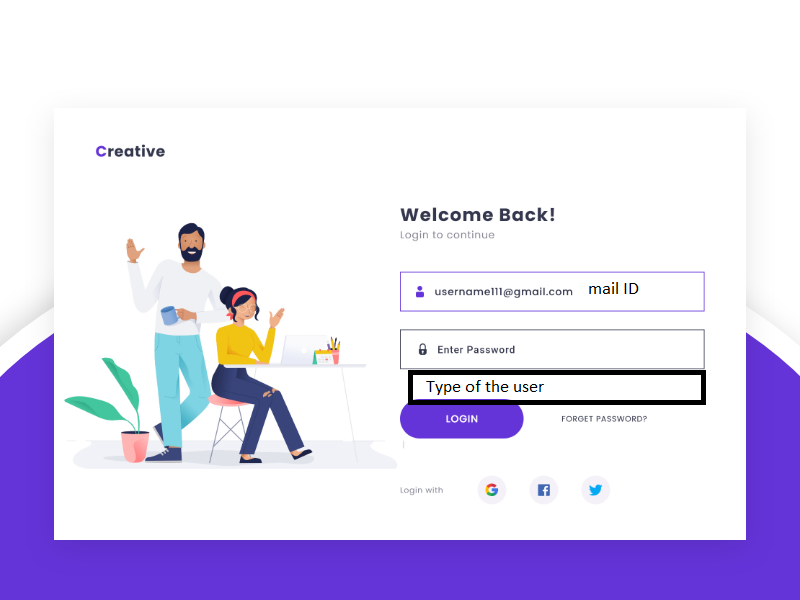 Creative
Welcome Back!
Login to continue
username111@gmail.com mail ID
Enter Password
Type of the user
LOGIN FORGET PASSWORD?
Login with